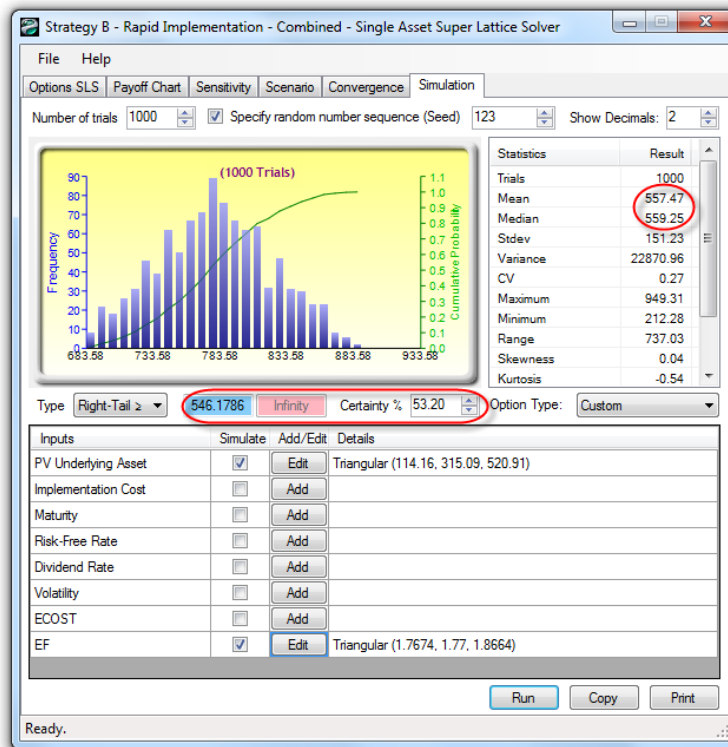 Strategy B - Rapid Implementation - Combined - Single Asset Super Lattice Solver
File Help
Options SLS Payoff Chart Sensitivity Scenario Convergence Simulation
Number of trials 1000 Specify random number sequence (Seed) 123 Show Decimals: 2
(1000 Trials)
Frequency
90
80
70
60
50
40
30
20
10
0
683.58 733.58 783.58 833.58 883.58 933.58
1.1
1.0
0.9
0.8
0.7
0.6
0.5
0.4
0.3
0.2
0.1
0.0
Cumulative Probability
Statistics Result
Trials 1000
Mean 557.47
Median 559.25
Stdev 151.23
Variance 22870.96
CV 0.27
Maximum 949.31
Minimum 212.28
Range 737.03
Skewness 0.04
Kurtosis -0.54
Type Right-Tail ≥ 546.1786 Infinity Certainty % 53.20 Option Type: Custom
Inputs Simulate Add/Edit Details
PV Underlying Asset Edit Triangular (114.16, 315.09, 520.91)
Implementation Cost Add
Maturity Add
Risk-Free Rate Add
Dividend Rate Add
Volatility Add
ECOST Add
EF Edit Triangular (1.7674, 1.77, 1.8664)
Run Copy Print
Ready.